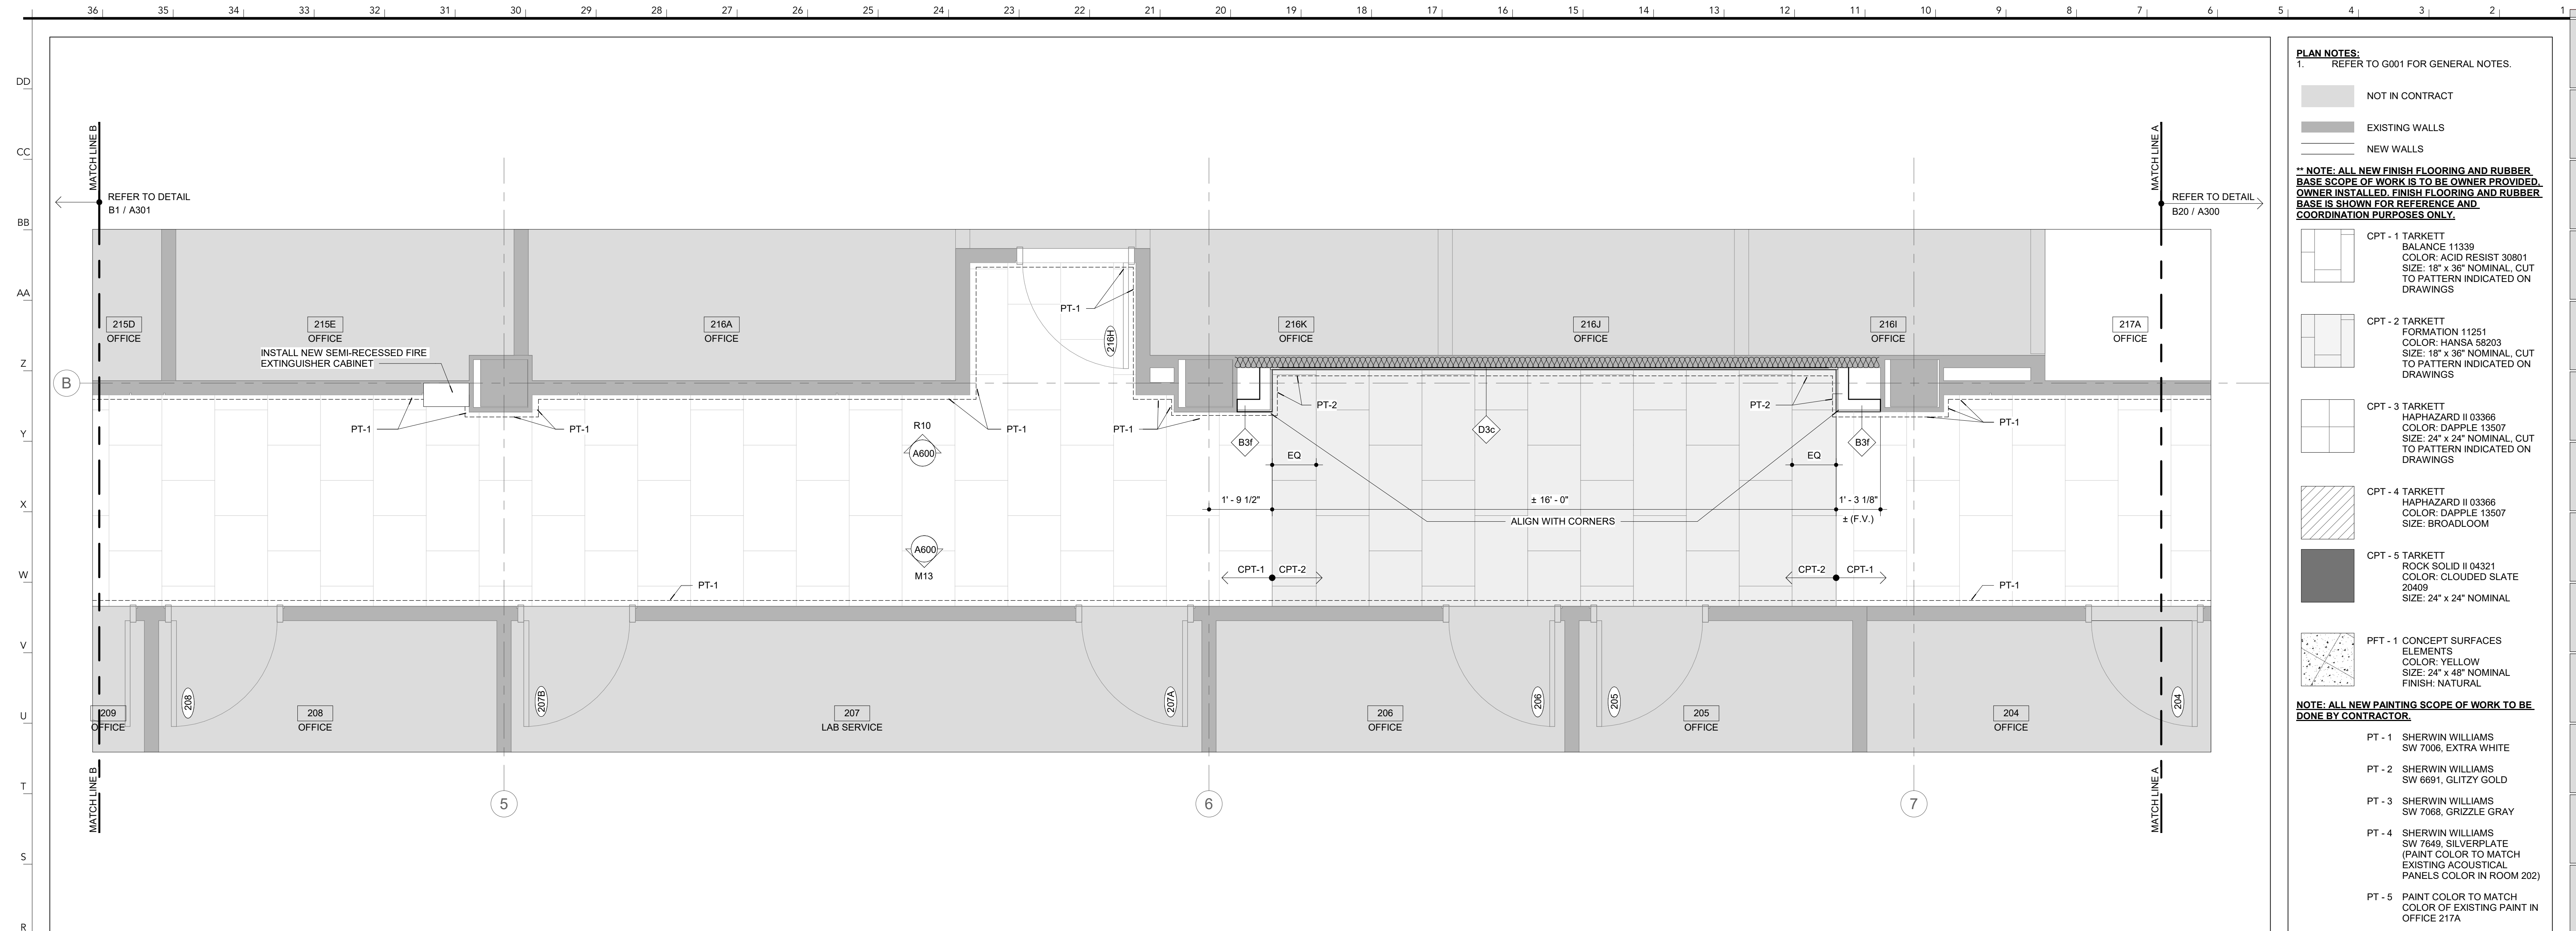 36 35 34 33 32 31 30 29 28 27 26 25 24 23 22 21 20 19 18 17 16 15 14 13 12 11 10 9 8 7 6 5 4 3 2 1
DD
CC
BB
AA
Z
Y
X
W
V
U
T
S
R
MATCH LINE B
REFER TO DETAIL
B1 / A301
MATCH LINE A
REFER TO DETAIL
B20 / A300
215D
OFFICE
215E
OFFICE
216A
OFFICE
PT-1
216H
216K
OFFICE
216J
OFFICE
216I
OFFICE
217A
OFFICE
INSTALL NEW SEMI-RECESSED FIRE
EXTINGUISHER CABINET
B
PT-1
PT-1
R10
A600
PT-1
PT-1
PT-2
B3f
D3c
PT-2
B3f
PT-1
EQ
EQ
1' - 9 1/2"
± 16' - 0"
1' - 3 1/8"
± (F.V.)
ALIGN WITH CORNERS
A600
M13
CPT-1
CPT-2
CPT-2
CPT-1
PT-1
PT-1
208
207B
207A
206
205
204
209
OFFICE
208
OFFICE
207
LAB SERVICE
206
OFFICE
205
OFFICE
204
OFFICE
MATCH LINE B
5
6
7
MATCH LINE A
PLAN NOTES:
1. REFER TO G001 FOR GENERAL NOTES.
NOT IN CONTRACT
EXISTING WALLS
NEW WALLS
** NOTE: ALL NEW FINISH FLOORING AND RUBBER
BASE SCOPE OF WORK IS TO BE OWNER PROVIDED,
OWNER INSTALLED. FINISH FLOORING AND RUBBER
BASE IS SHOWN FOR REFERENCE AND
COORDINATION PURPOSES ONLY.
CPT - 1 TARKETT
BALANCE 11339
COLOR: ACID RESIST 30801
SIZE: 18" x 36" NOMINAL, CUT
TO PATTERN INDICATED ON
DRAWINGS
CPT - 2 TARKETT
FORMATION 11251
COLOR: HANSA 58203
SIZE: 18" x 36" NOMINAL, CUT
TO PATTERN INDICATED ON
DRAWINGS
CPT - 3 TARKETT
HAPHAZARD II 03366
COLOR: DAPPLE 13507
SIZE: 24" x 24" NOMINAL, CUT
TO PATTERN INDICATED ON
DRAWINGS
CPT - 4 TARKETT
HAPHAZARD II 03366
COLOR: DAPPLE 13507
SIZE: BROADLOOM
CPT - 5 TARKETT
ROCK SOLID II 04321
COLOR: CLOUDED SLATE
20409
SIZE: 24" x 24" NOMINAL
PFT - 1 CONCEPT SURFACES
ELEMENTS
COLOR: YELLOW
SIZE: 24" x 48" NOMINAL
FINISH: NATURAL
NOTE: ALL NEW PAINTING SCOPE OF WORK TO BE
DONE BY CONTRACTOR.
PT - 1 SHERWIN WILLIAMS
SW 7006, EXTRA WHITE
PT - 2 SHERWIN WILLIAMS
SW 6691, GLITZY GOLD
PT - 3 SHERWIN WILLIAMS
SW 7068, GRIZZLE GRAY
PT - 4 SHERWIN WILLIAMS
SW 7649, SILVERPLATE
(PAINT COLOR TO MATCH
EXISTING ACOUSTICAL
PANELS COLOR IN ROOM 202)
PT - 5 PAINT COLOR TO MATCH
COLOR OF EXISTING PAINT IN
OFFICE 217A